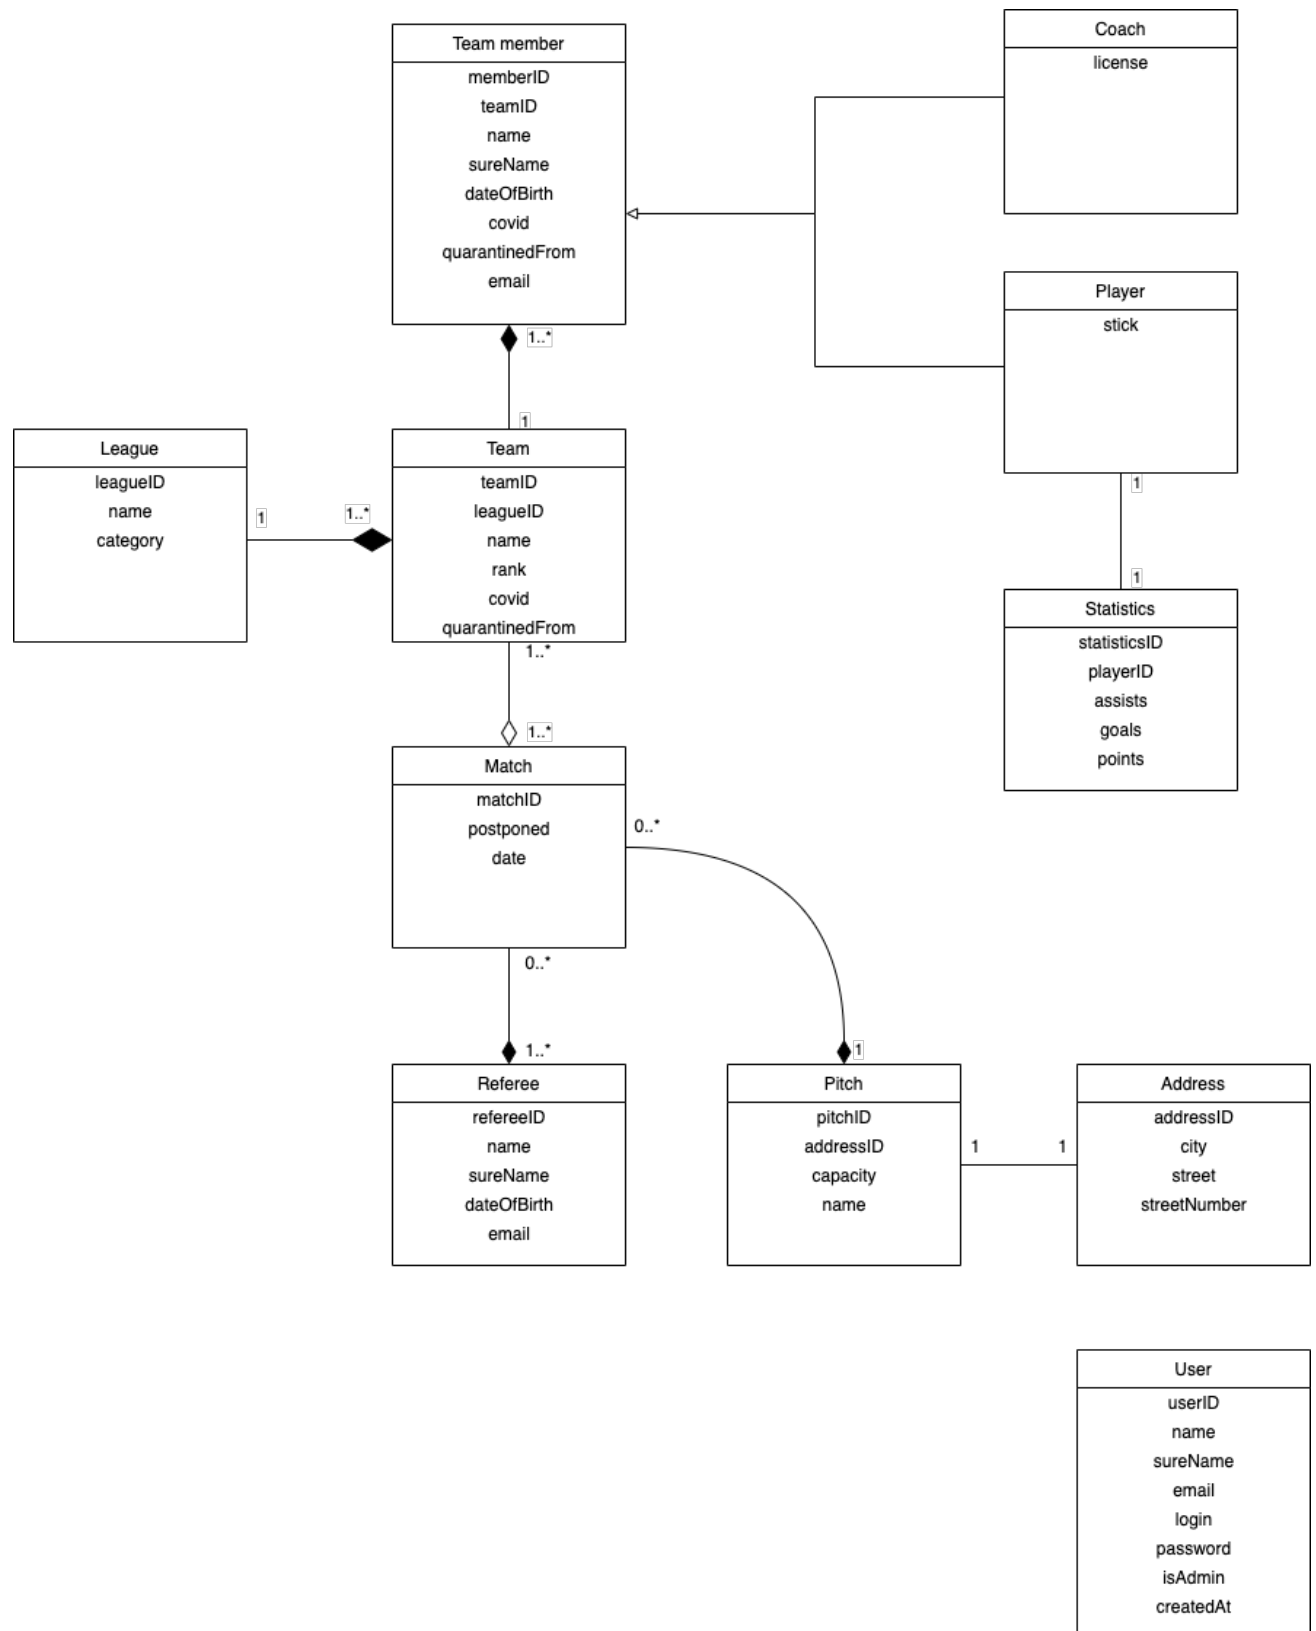 Team member
memberID
teamID
name
sureName
dateOfBirth
covid
quarantinedFrom
email
1..*
1
Coach
license
Player
stick
1
1
Statistics
statisticsID
playerID
assists
goals
points
League
leagueID
name
category
1
1..*
Team
teamID
leagueID
name
rank
covid
quarantinedFrom
1..*
1..*
Match
matchID
postponed
date
0..*
0..*
1..*
1
Referee
refereeID
name
sureName
dateOfBirth
email
Pitch
pitchID
addressID
capacity
name
1
1
Address
addressID
city
street
streetNumber
User
userID
name
sureName
email
login
password
isAdmin
createdAt